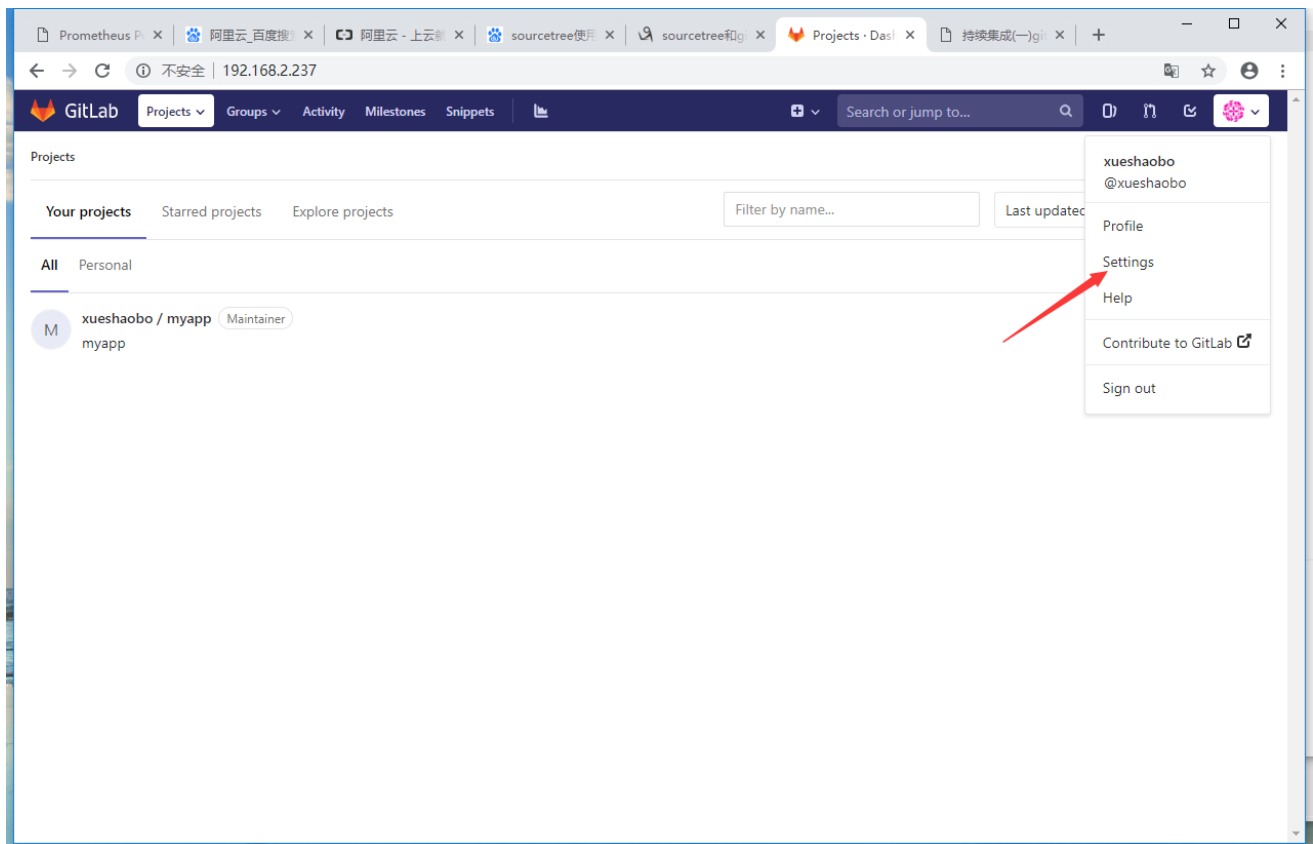 Prometheus P 阿里云_百度搜 阿里云 - 上云 sourcetree使用 sourcetree和g Projects · Dash 持续集成(一)git
不安全 192.168.2.237
GitLab Projects Groups Activity Milestones Snippets Search or jump to...
Projects
xueshaobo
@xueshaobo
Your projects Starred projects Explore projects Filter by name... Last updated
Profile
All Personal
Settings
Help
M xueshaobo / myapp Maintainer
myapp
Contribute to GitLab
Sign out